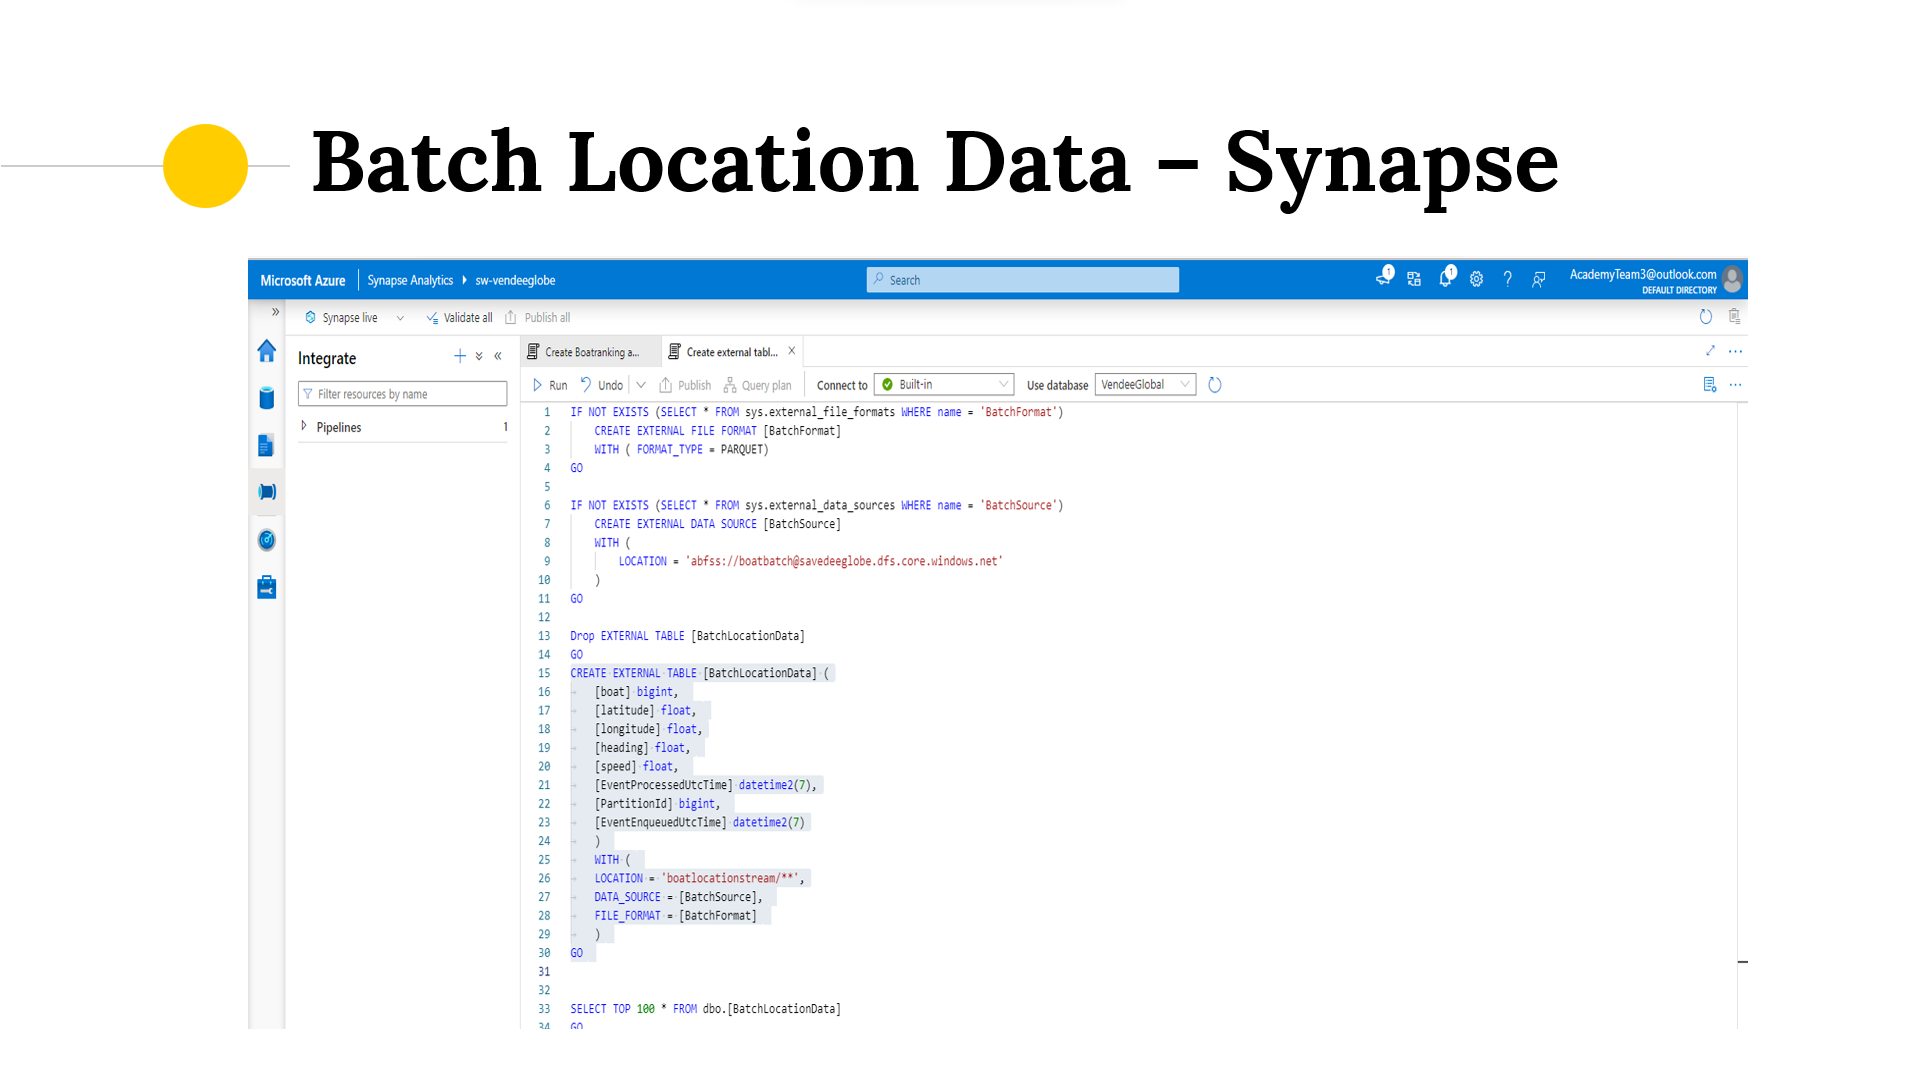 Batch Location Data – Synapse
Microsoft Azure
Synapse Analytics
sw-vendeeglobe
Search
1
1
AcademyTeam3@outlook.com
DEFAULT DIRECTORY
Synapse live
Validate all
Publish all
Integrate
Filter resources by name
Pipelines 1
Create Boatranking a...
Create external tabl...
Run
Undo
Publish
Query plan
Connect to
Built-in
Use database
VendeeGlobal
1 IF NOT EXISTS (SELECT * FROM sys.external_file_formats WHERE name = 'BatchFormat')
2 CREATE EXTERNAL FILE FORMAT [BatchFormat]
3 WITH ( FORMAT_TYPE = PARQUET)
4 GO
5
6 IF NOT EXISTS (SELECT * FROM sys.external_data_sources WHERE name = 'BatchSource')
7 CREATE EXTERNAL DATA SOURCE [BatchSource]
8 WITH (
9 LOCATION = 'abfss://boatbatch@savedeeglobe.dfs.core.windows.net'
10 )
11 GO
12
13 Drop EXTERNAL TABLE [BatchLocationData]
14 GO
15 CREATE EXTERNAL TABLE [BatchLocationData] (
16 [boat] bigint,
17 [latitude] float,
18 [longitude] float,
19 [heading] float,
20 [speed] float,
21 [EventProcessedUtcTime] datetime2(7),
22 [PartitionId] bigint,
23 [EventEnqueuedUtcTime] datetime2(7)
24 )
25 WITH (
26 LOCATION = 'boatlocationstream/**',
27 DATA_SOURCE = [BatchSource],
28 FILE_FORMAT = [BatchFormat]
29 )
30 GO
31
32
33 SELECT TOP 100 * FROM dbo.[BatchLocationData]
34 GO